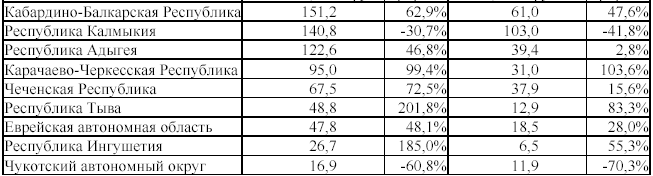 Кабардино-Балкарская Республика 151,2 62,9% 61,0 47,6%
Республика Калмыкия 140,8 -30,7% 103,0 -41,8%
Республика Адыгея 122,6 46,8% 39,4 2,8%
Карачаево-Черкесская Республика 95,0 99,4% 31,0 103,6%
Чеченская Республика 67,5 72,5% 37,9 15,6%
Республика Тыва 48,8 201,8% 12,9 83,3%
Еврейская автономная область 47,8 48,1% 18,5 28,0%
Республика Ингушетия 26,7 185,0% 6,5 55,3%
Чукотский автономный округ 16,9 -60,8% 11,9 -70,3%